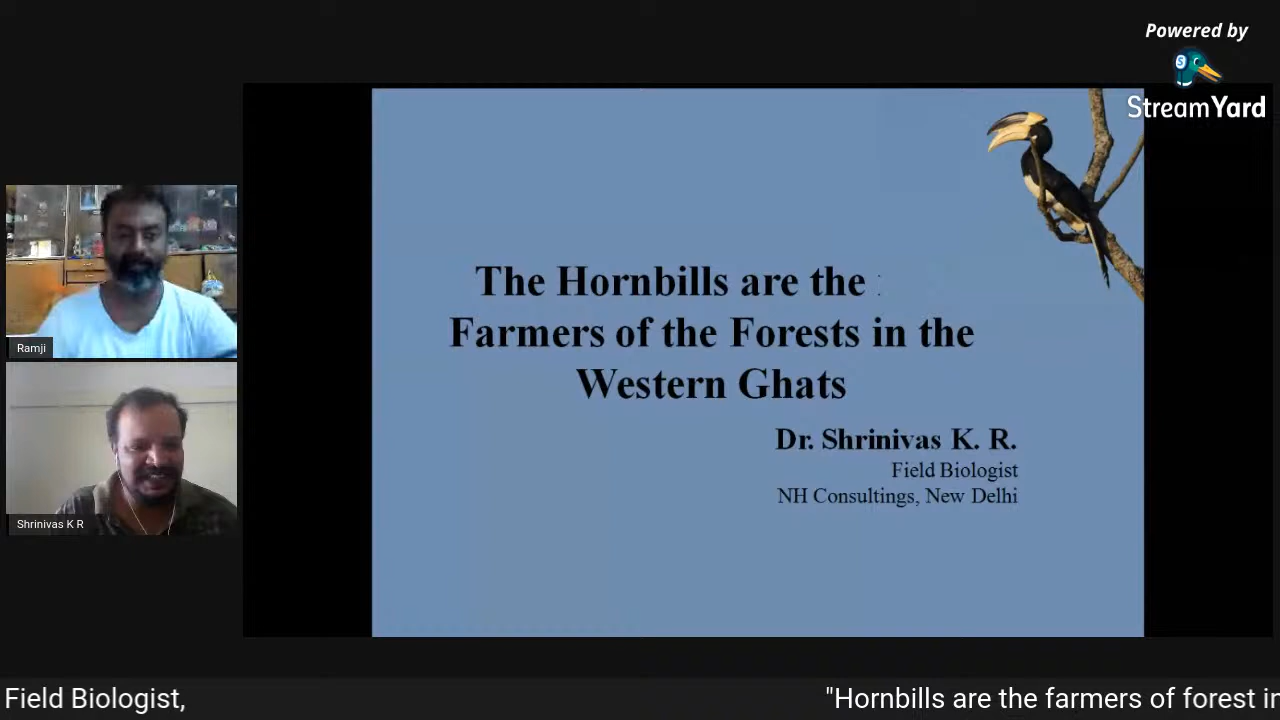 Powered by
StreamYard
The Hornbills are the
Farmers of the Forests in the
Western Ghats
Dr. Shrinivas K. R.
Field Biologist
NH Consultings, New Delhi
Ramji
Shrinivas K R
Field Biologist,
"Hornbills are the farmers of forest in